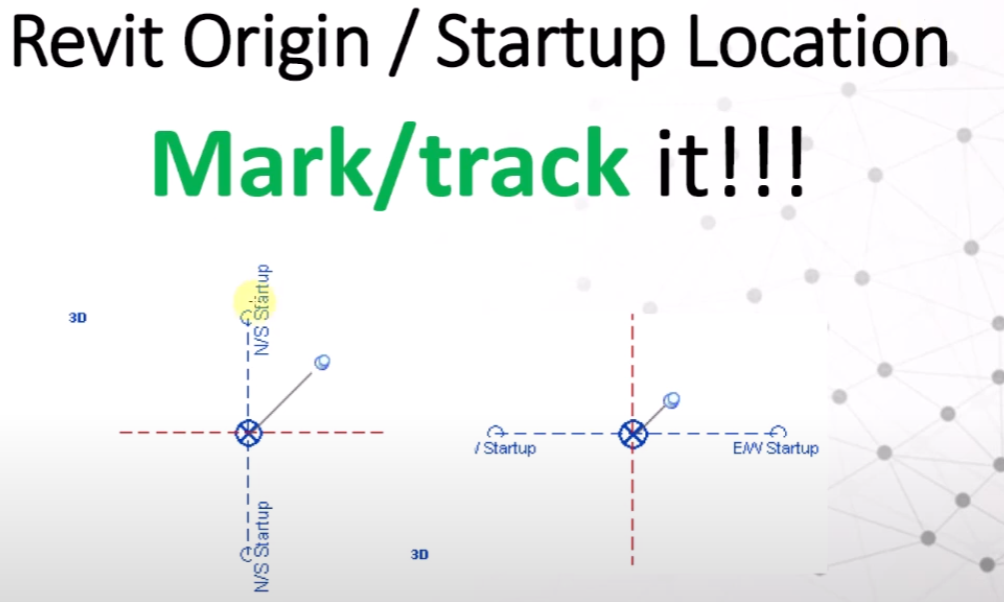 Revit Origin / Startup Location
Mark/track it!!!
3D
N/S Startup
N/S Startup
/ Startup
E/W Startup
3D